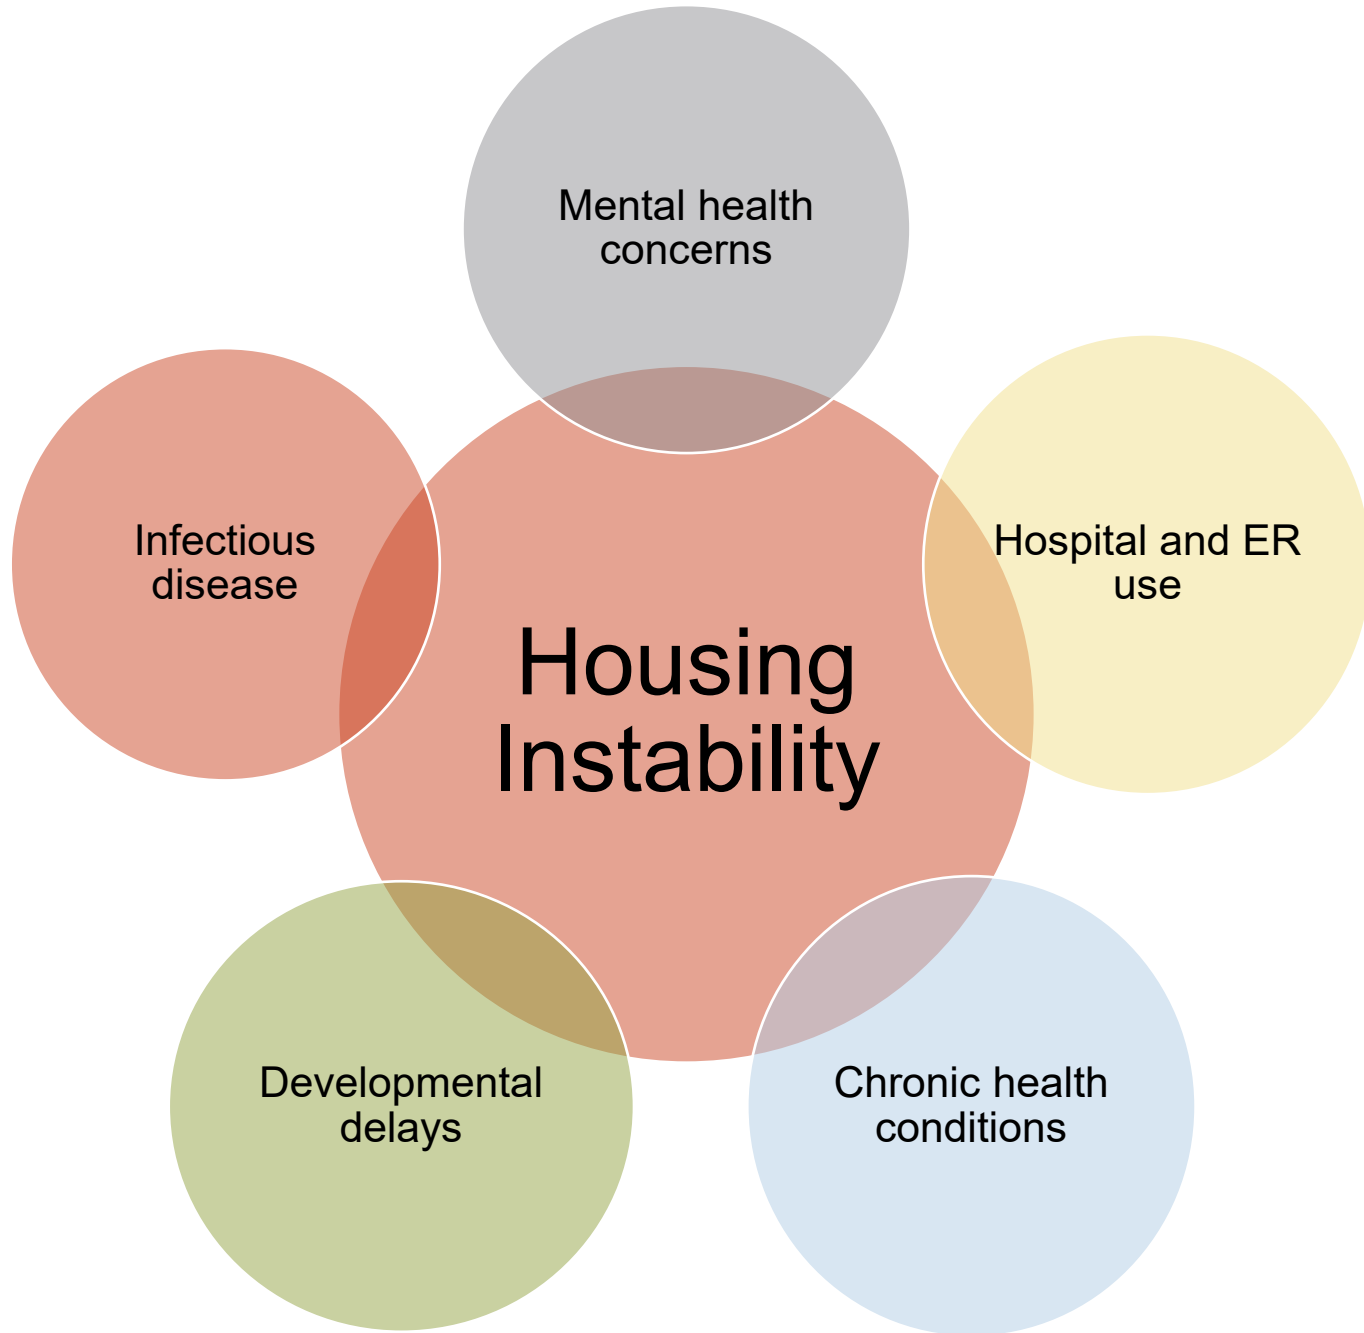 Mental health
concerns
Infectious
disease
Hospital and ER
use
Housing
Instability
Developmental
delays
Chronic health
conditions